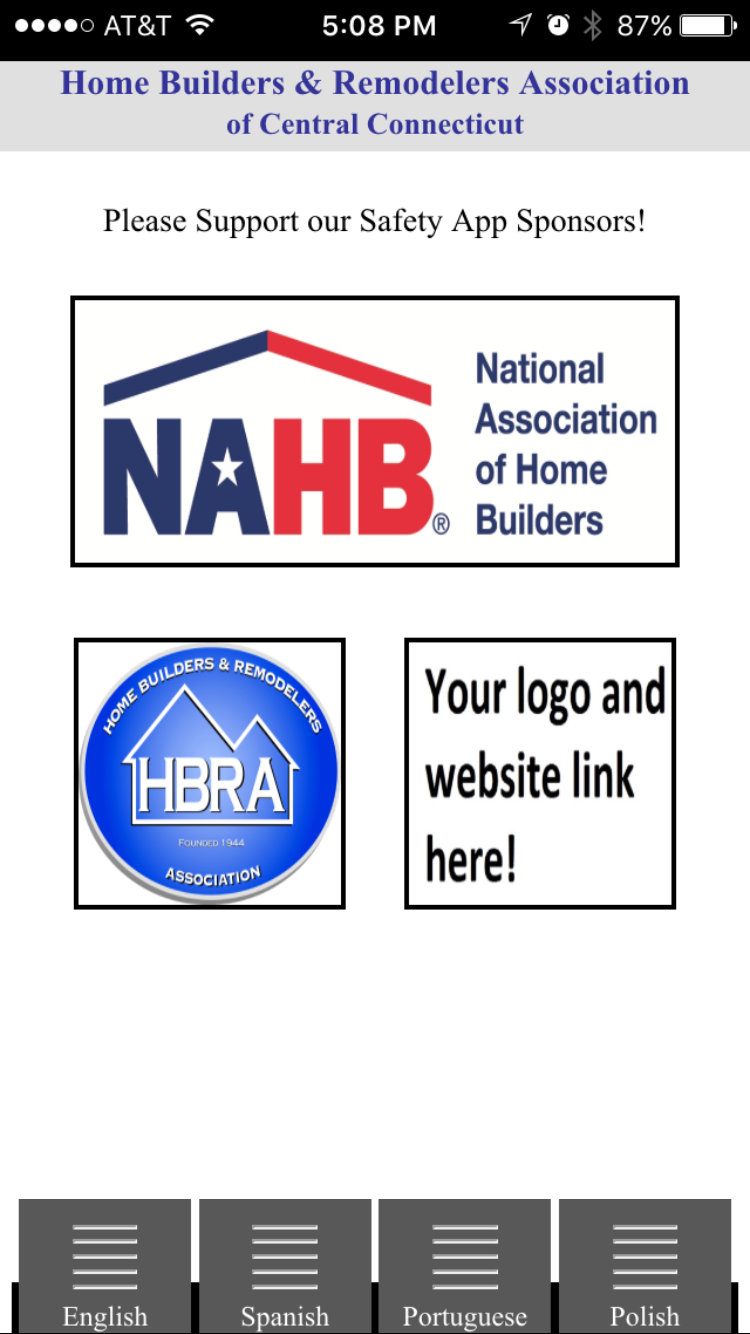 AT&T 5:08 PM 87%
Home Builders & Remodelers Association
of Central Connecticut
Please Support our Safety App Sponsors!
NAHB®
National
Association
of Home
Builders
HOME BUILDERS & REMODELERS
HBRA
FOUNDED 1944
ASSOCIATION
Your logo and
website link
here!
English Spanish Portuguese Polish